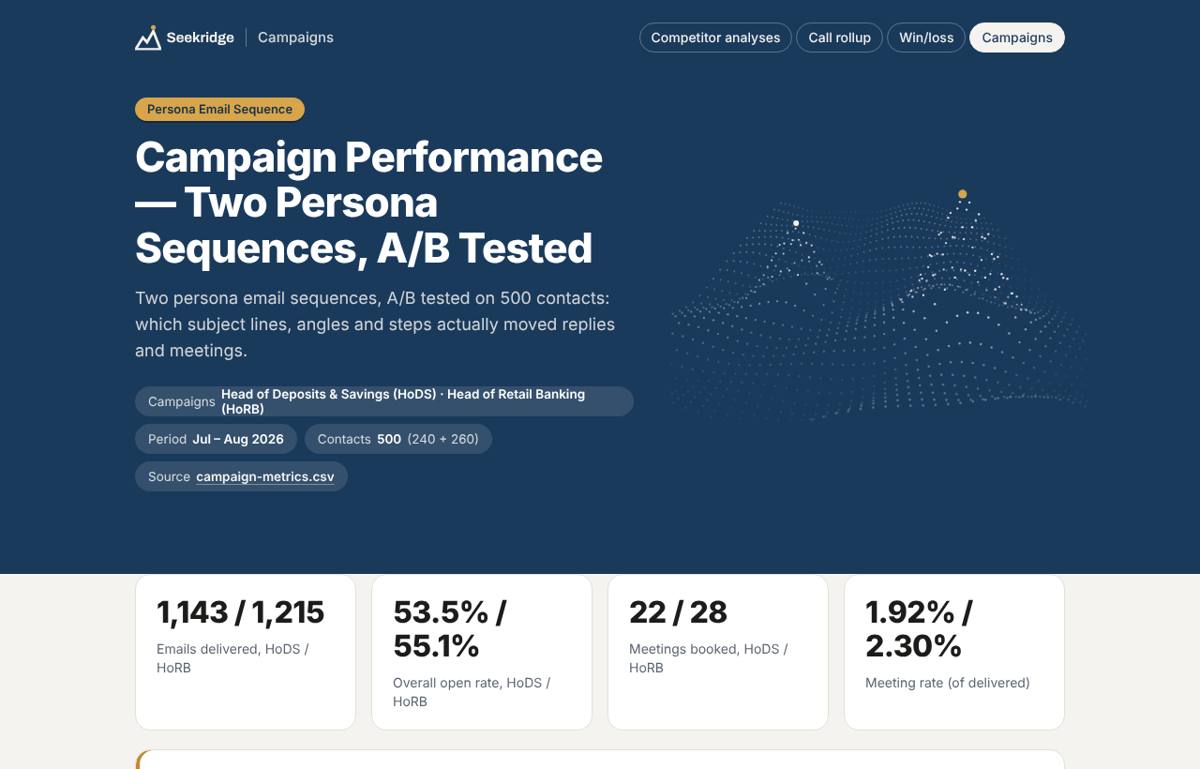 Seekridge
Campaigns
Competitor analyses
Call rollup
Win/loss
Campaigns
Persona Email Sequence
Campaign Performance
— Two Persona
Sequences, A/B Tested
Two persona email sequences, A/B tested on 500 contacts:
which subject lines, angles and steps actually moved replies
and meetings.
Campaigns Head of Deposits & Savings (HoDS) · Head of Retail Banking
(HoRB)
Period Jul – Aug 2026
Contacts 500 (240 + 260)
Source campaign-metrics.csv
1,143 / 1,215
Emails delivered, HoDS /
HoRB
53.5% /
55.1%
Overall open rate, HoDS /
HoRB
22 / 28
Meetings booked, HoDS /
HoRB
1.92% /
2.30%
Meeting rate (of delivered)